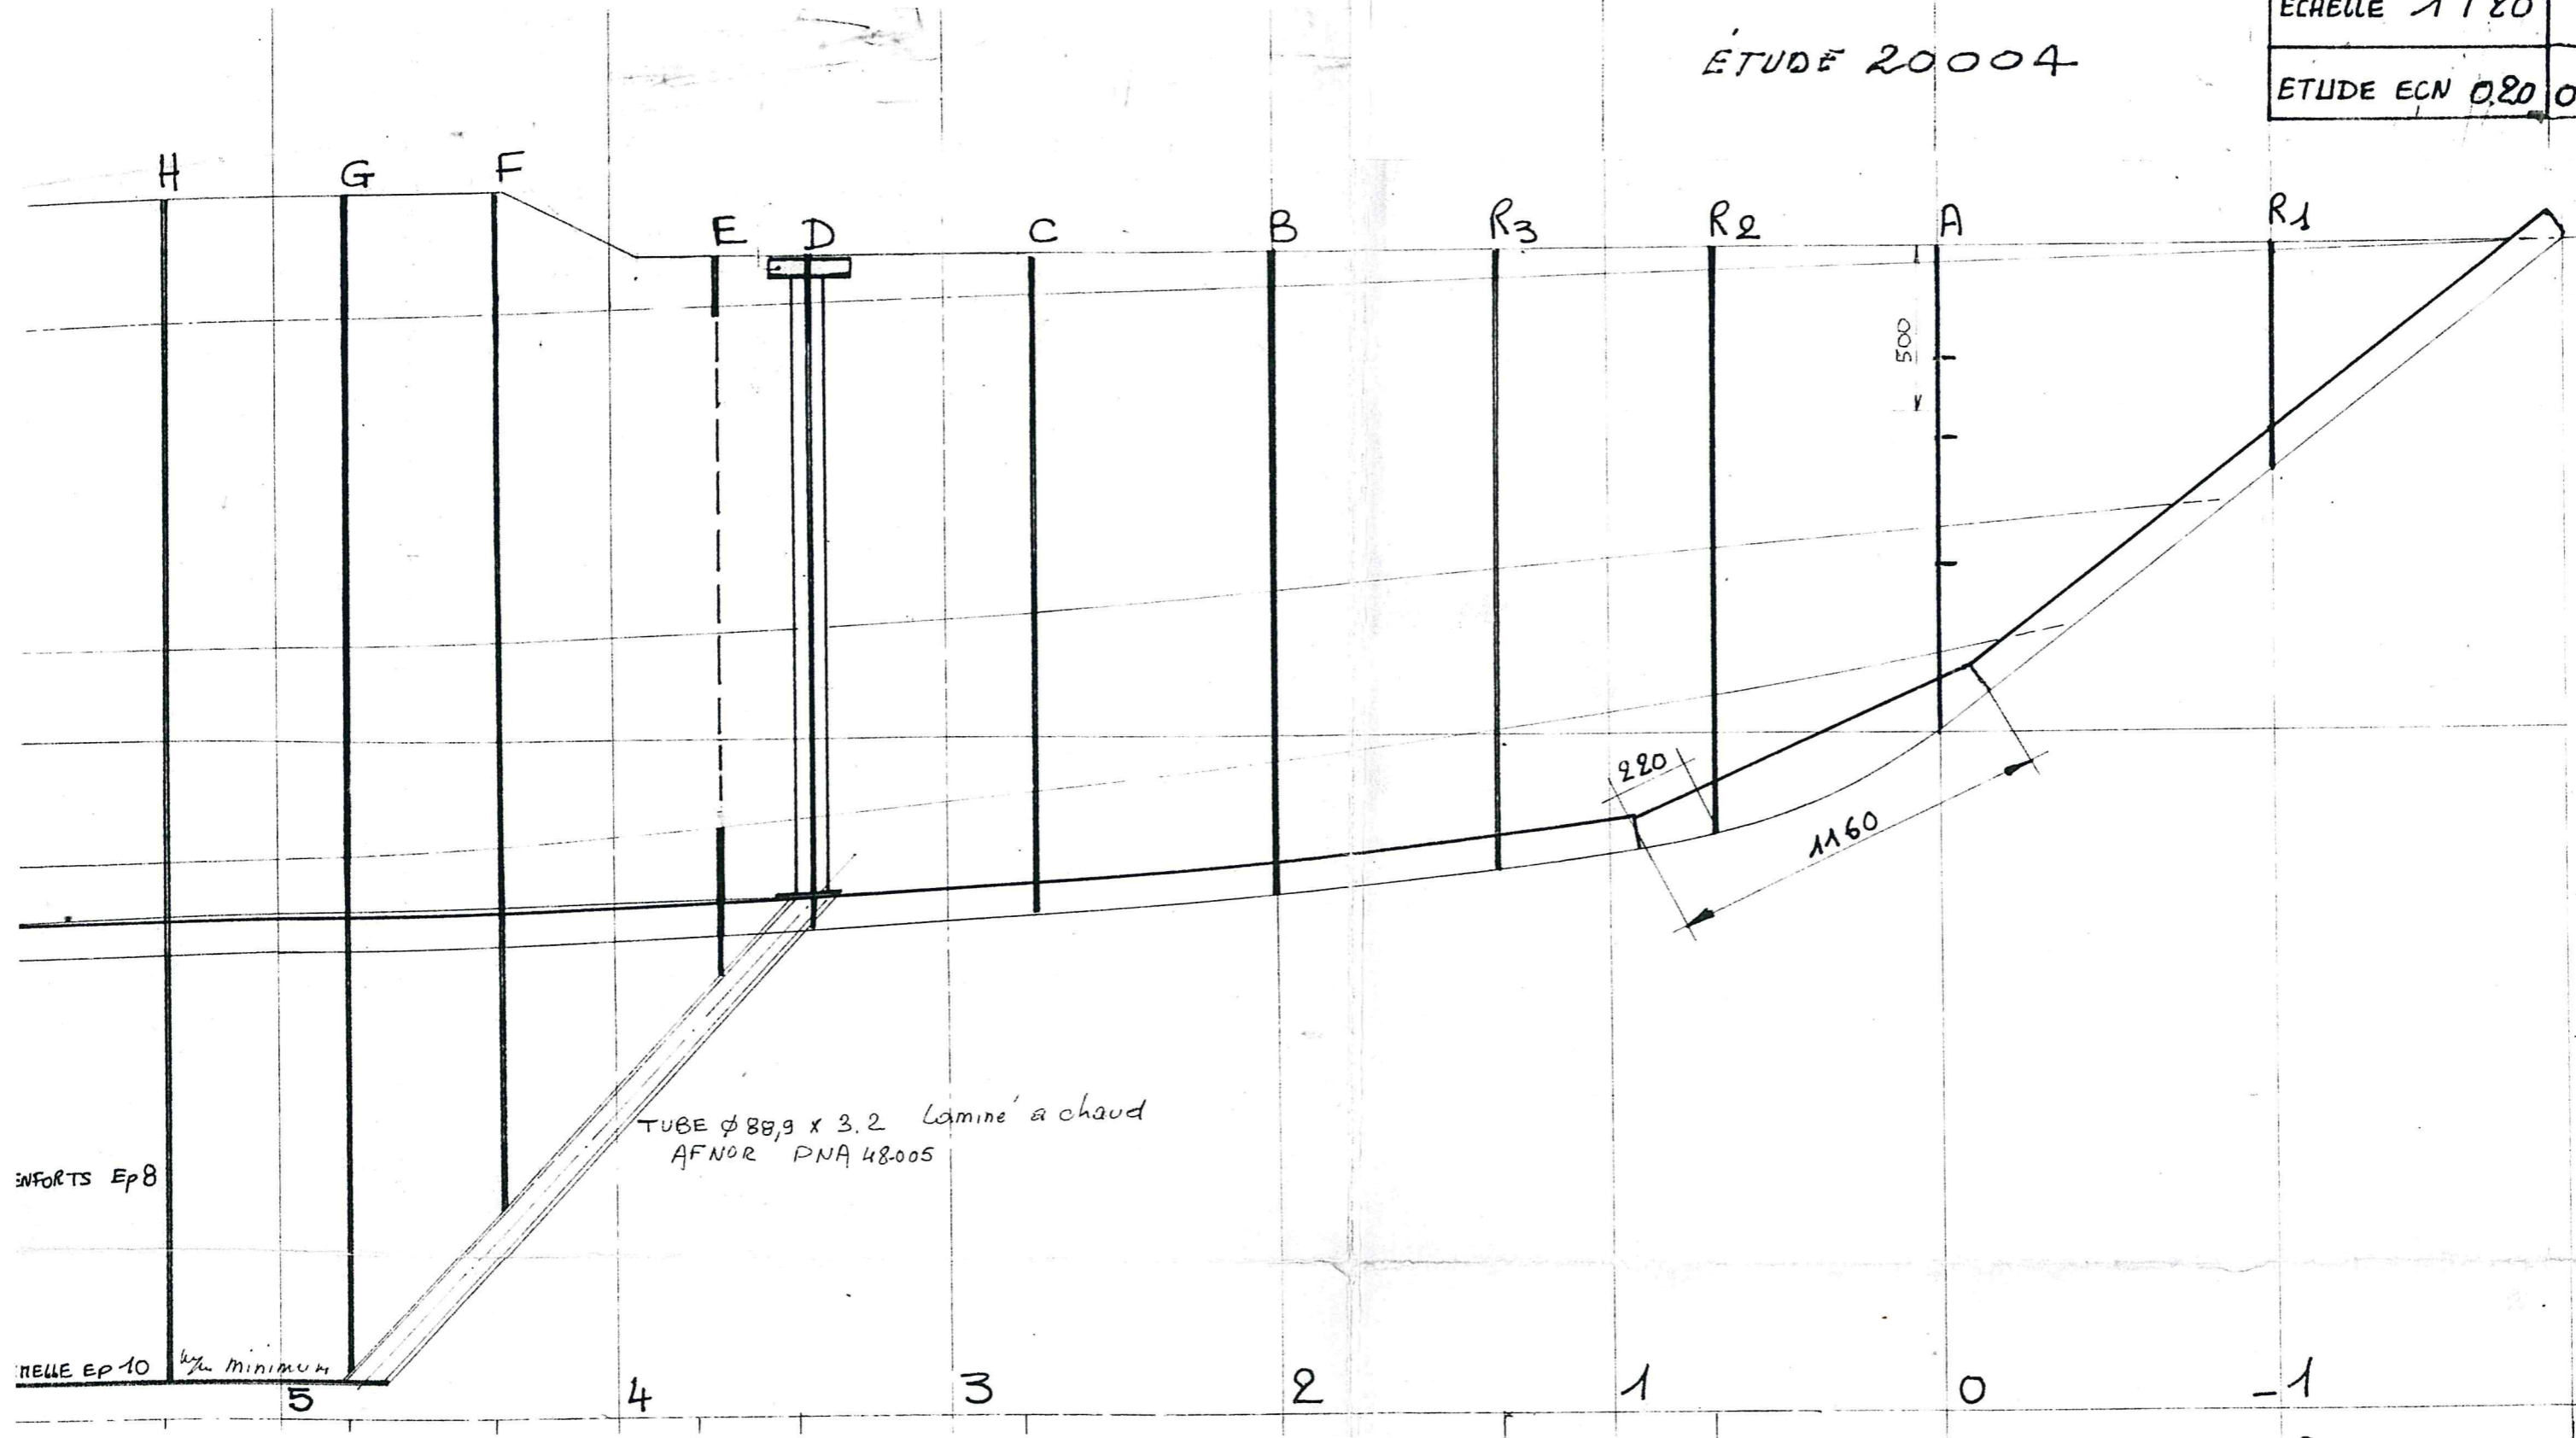 ECHELLE 1/20
ÉTUDE 20004
ETUDE ECN 0.20
H G F E D C B R3 R2 A R1
500
220
1160
TUBE ø 88,9 x 3.2 Laminé a chaud
AFNOR PNA 48-005
ENFORTS Ep 8
MELLE EP 10 m/m minimum
5 4 3 2 1 0 -1